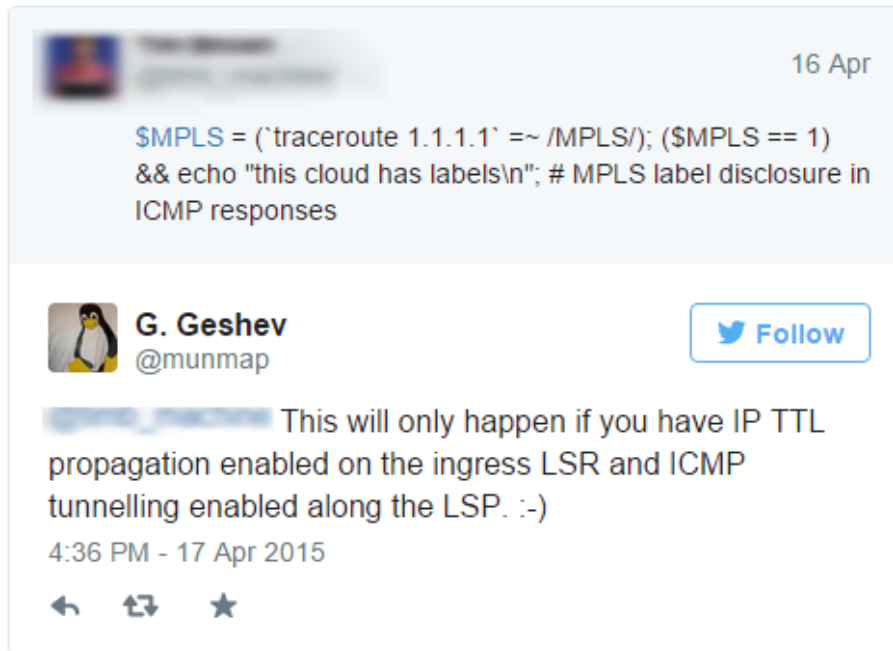 16 Apr
$MPLS = (`traceroute 1.1.1.1` =~ /MPLS/); ($MPLS == 1)
&& echo "this cloud has labels\n"; # MPLS label disclosure in
ICMP responses
G. Geshev
@munmap
Follow
This will only happen if you have IP TTL
propagation enabled on the ingress LSR and ICMP
tunnelling enabled along the LSP. :-)
4:36 PM - 17 Apr 2015